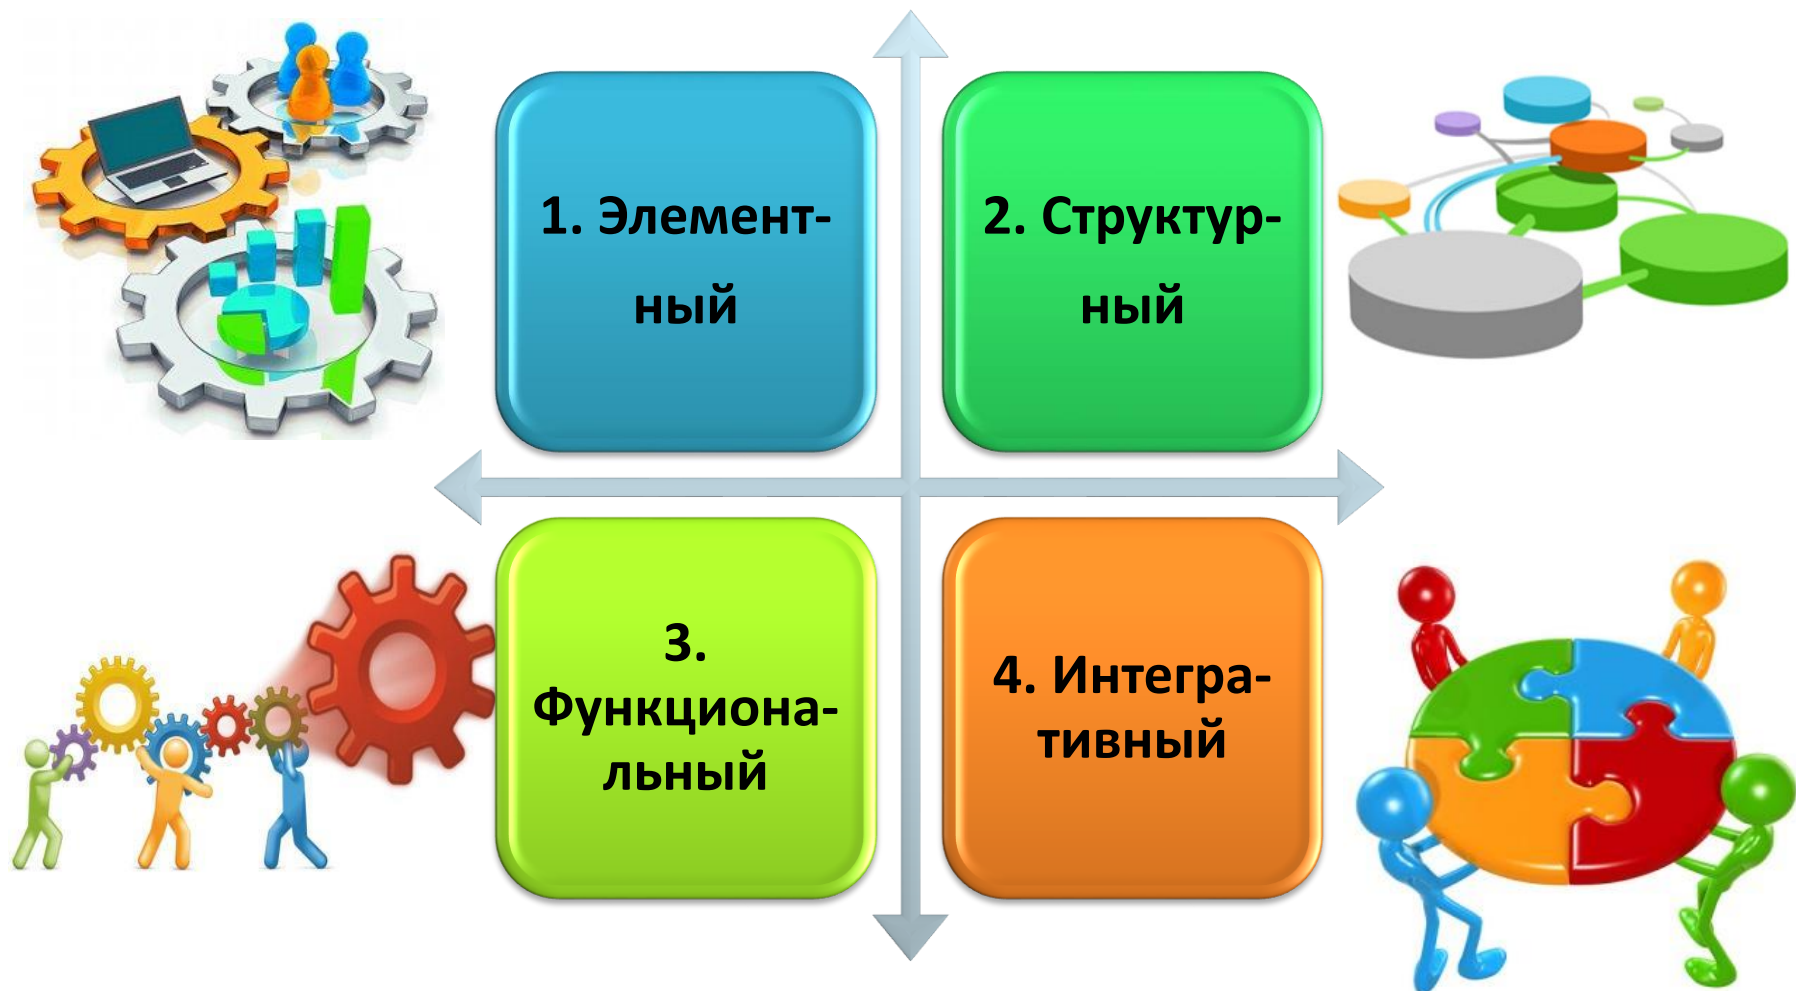 1. Элемент-
ный
2. Структур-
ный
3.
Функциона-
льный
4. Интегра-
тивный